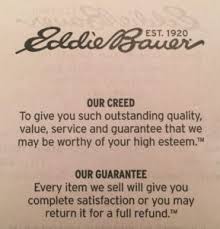 Eddie Bauer
EST. 1920
OUR CREED
To give you such outstanding quality,
value, service and guarantee that we
may be worthy of your high esteem.™
OUR GUARANTEE
Every item we sell will give you
complete satisfaction or you may
return it for a full refund.™